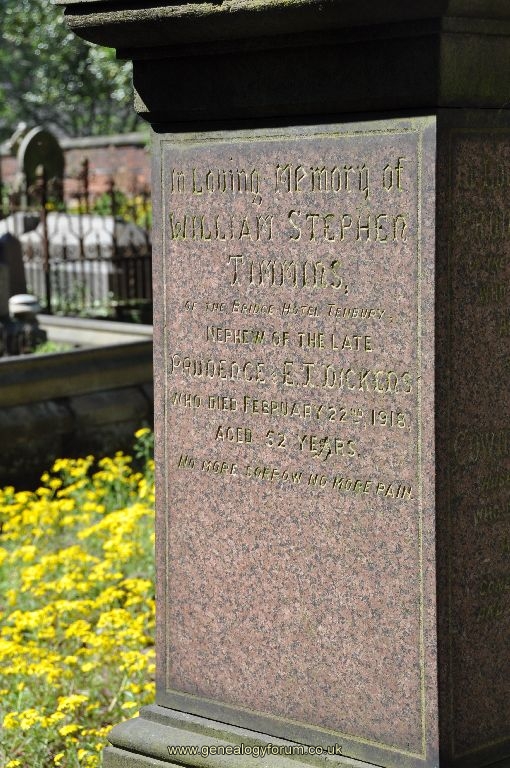 In Loving Memory of
WILLIAM STEPHEN
TIMMINS,
OF THE BRIDGE HOTEL TENBURY.
NEPHEW OF THE LATE
PRUDENCE & E.J. DICKENS
WHO DIED FEBRUARY 22ND, 1918,
AGED 52 YEARS.
NO MORE SORROW NO MORE PAIN.
www.genealogyforum.co.uk